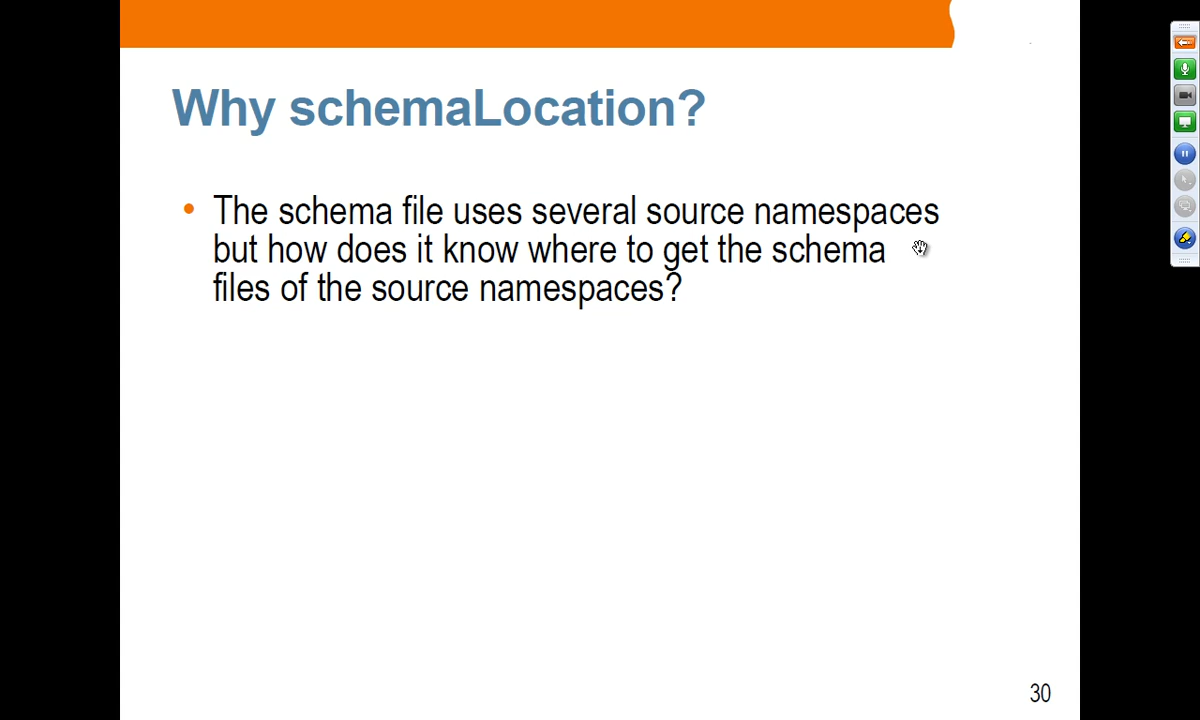 Why schemaLocation?
• The schema file uses several source namespaces
but how does it know where to get the schema
files of the source namespaces?
30